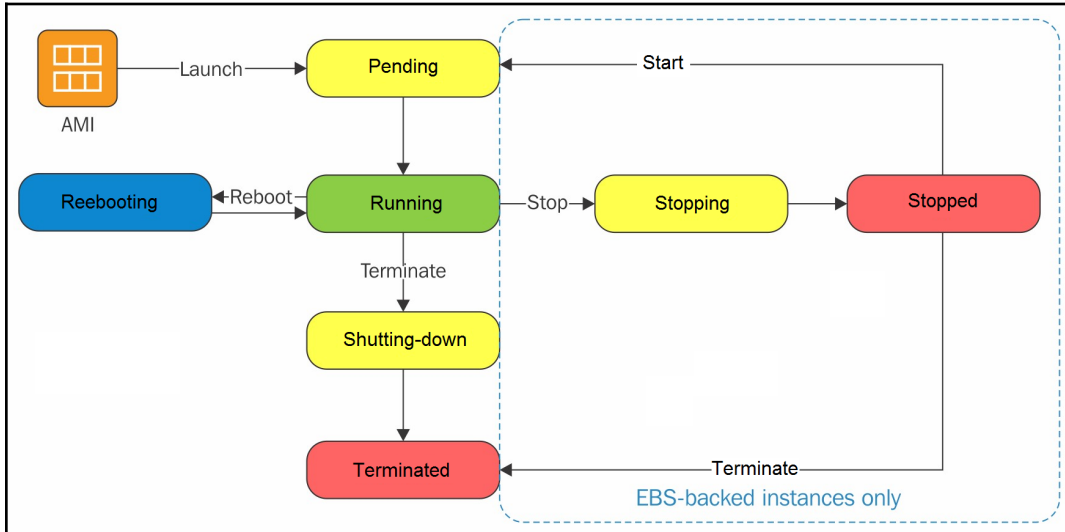 Launch
Pending
Start
AMI
Reebooting
Reboot
Running
Stop
Stopping
Stopped
Terminate
Shutting-down
Terminated
Terminate
EBS-backed instances only